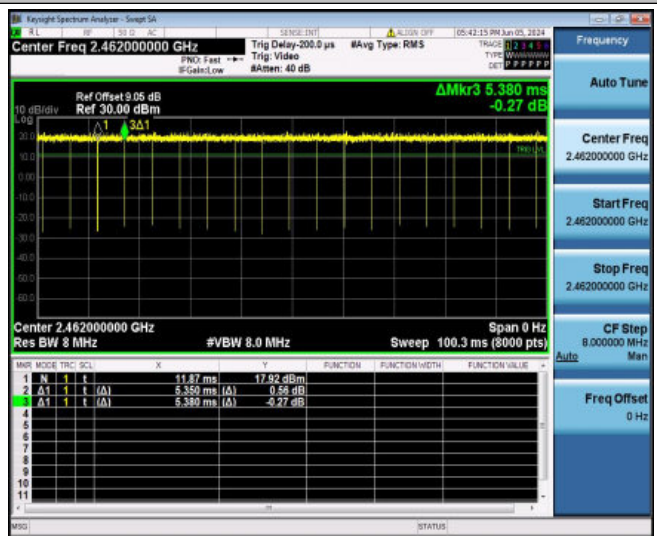 Keysight Spectrum Analyzer - Swept SA
RL RF 50 Ω AC SENSE:INT ALIGN OFF 05:42:15 PM Jun 05, 2024
Center Freq 2.462000000 GHz Trig Delay-200.0 µs #Avg Type: RMS TRACE 1 2 3 4 5 6
PNO: Fast Trig: Video TYPE WWWWWW
IFGain:Low #Atten: 40 dB DET P P P P P P
Frequency
Auto Tune
ΔMkr3 5.380 ms
Ref Offset 9.05 dB
10 dB/div Ref 30.00 dBm -0.27 dB
Log
1 3Δ1
20.0
TRIG LVL
10.0
0.00
-10.0
-20.0
-30.0
-40.0
-50.0
-60.0
Center Freq
2.462000000 GHz
Start Freq
2.462000000 GHz
Stop Freq
2.462000000 GHz
Center 2.462000000 GHz Span 0 Hz
Res BW 8 MHz #VBW 8.0 MHz Sweep 100.3 ms (8000 pts)
CF Step
8.000000 MHz
Auto Man
MKR MODE TRC SCL X Y FUNCTION FUNCTION WIDTH FUNCTION VALUE
1 N 1 t 11.87 ms 17.92 dBm
2 Δ1 1 t (Δ) 5.350 ms (Δ) 0.56 dB
3 Δ1 1 t (Δ) 5.380 ms (Δ) -0.27 dB
4
5
6
7
8
9
10
11
Freq Offset
0 Hz
MSG STATUS